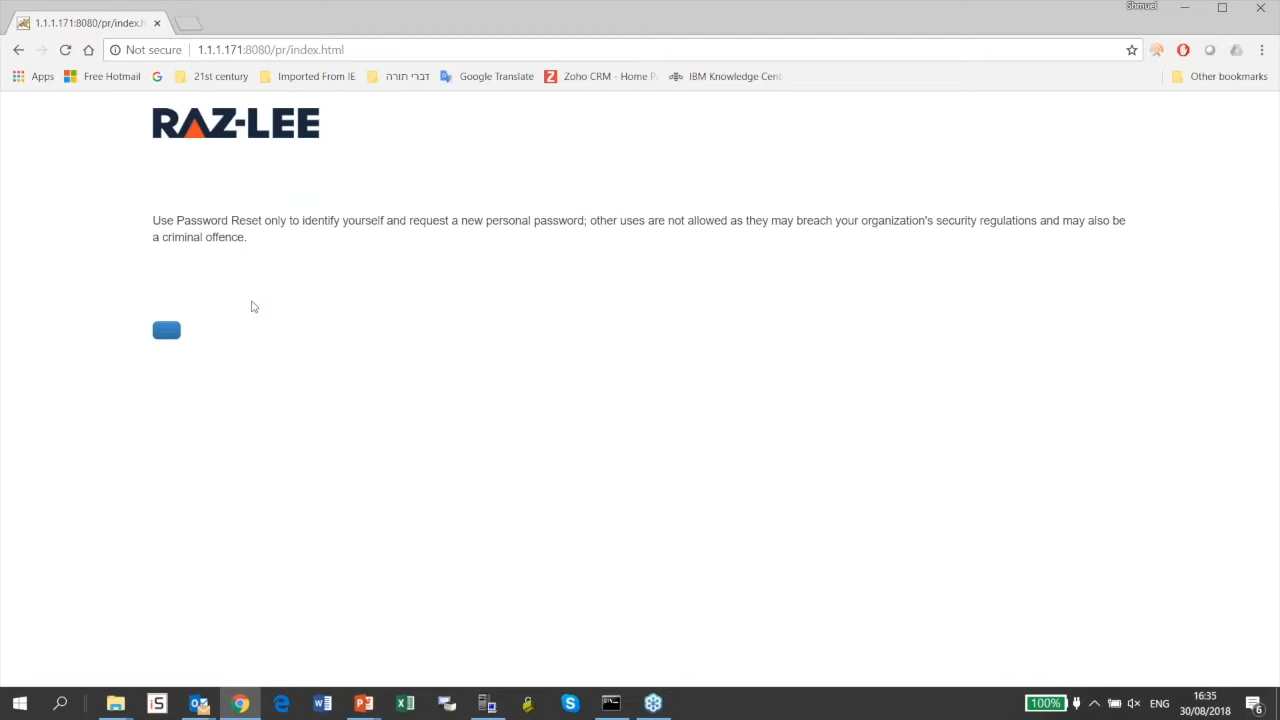 Shmuel
1.1.1.171:8080/pr/index.h
Not secure 1.1.1.171:8080/pr/index.html
Apps Free Hotmail 21st century Imported From IE דברי תורה Google Translate Zoho CRM - Home P IBM Knowledge Cent Other bookmarks
RAZ-LEE
Use Password Reset only to identify yourself and request a new personal password; other uses are not allowed as they may breach your organization's security regulations and may also be
a criminal offence.
100% ENG 16:35
30/08/2018 6